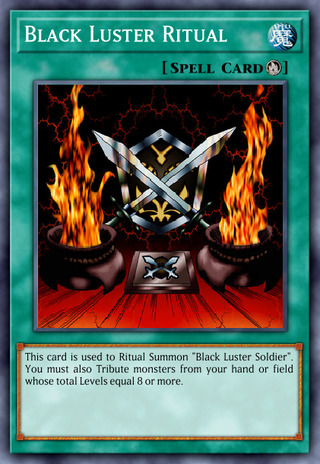 Black Luster Ritual
魔
[Spell Card]
This card is used to Ritual Summon "Black Luster Soldier".
You must also Tribute monsters from your hand or field
whose total Levels equal 8 or more.